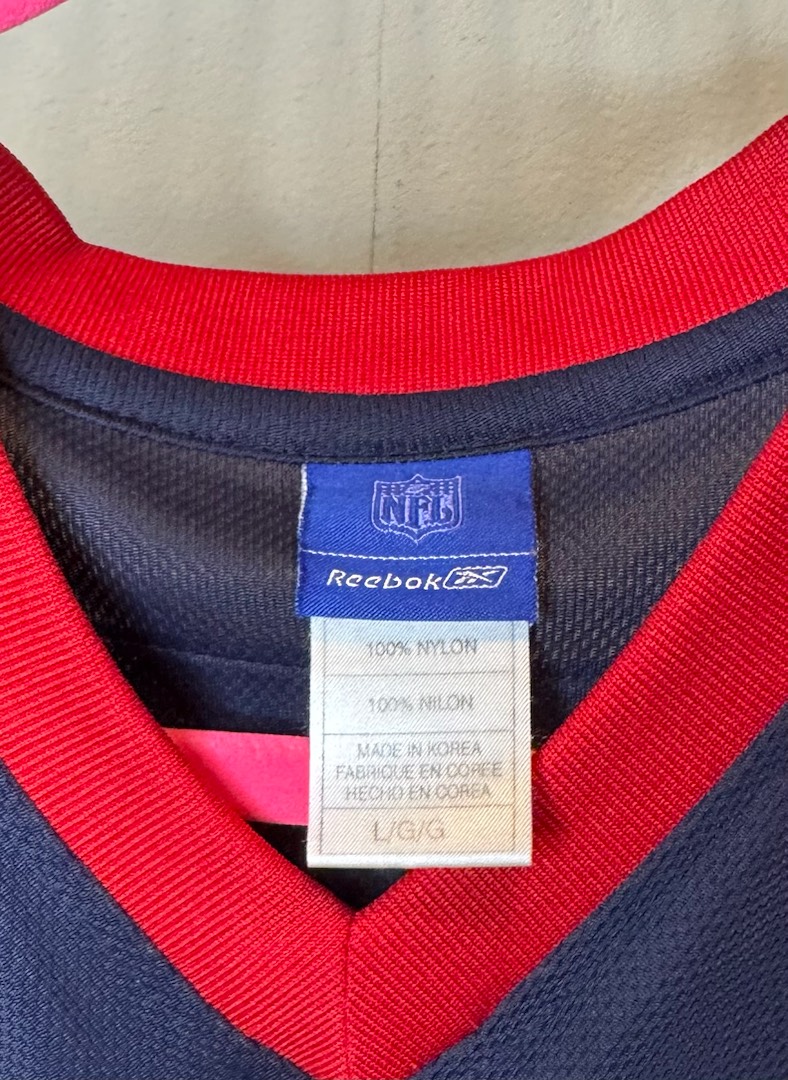 NFL
Reebok
100% NYLON
100% NILON
MADE IN KOREA
FABRIQUE EN COREE
HECHO EN COREA
L/G/G